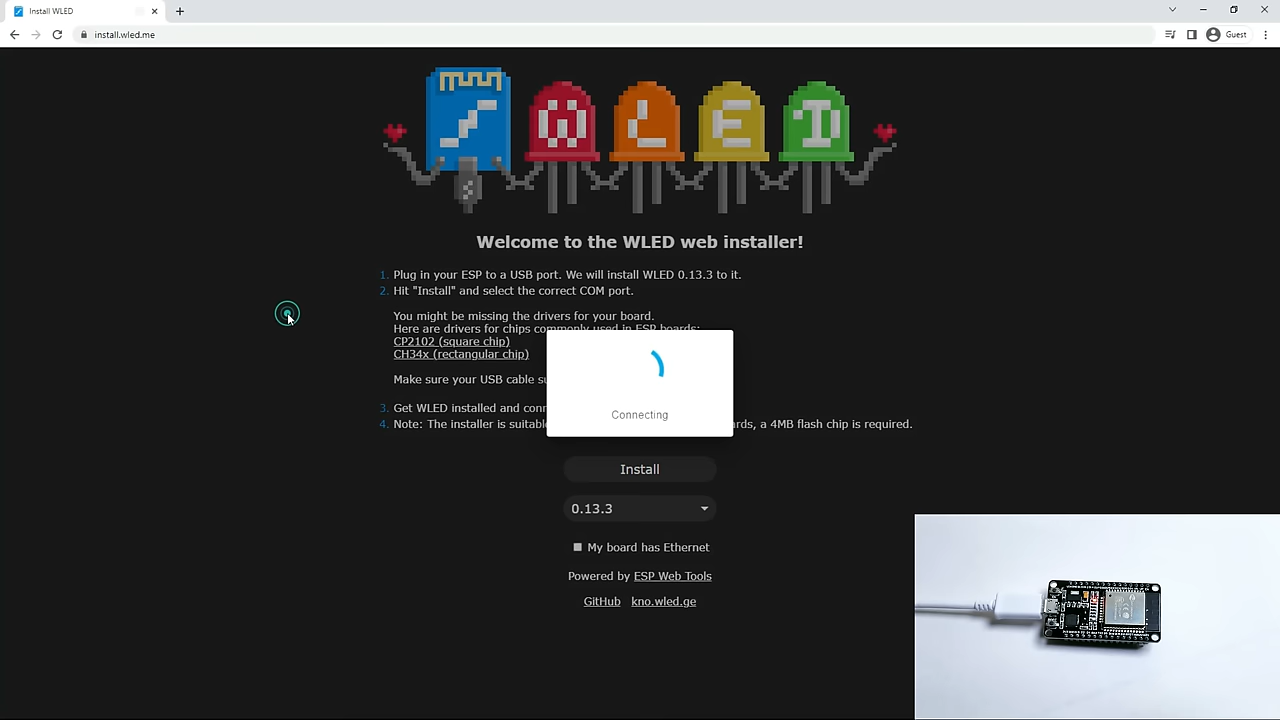 Install WLED
install.wled.me
Guest
W L E D
Welcome to the WLED web installer!
1. Plug in your ESP to a USB port. We will install WLED 0.13.3 to it.
2. Hit "Install" and select the correct COM port.
You might be missing the drivers for your board.
Here are drivers for chips commonly used in ESP boards:
CP2102 (square chip)
CH34x (rectangular chip)
Make sure your USB cable su
3. Get WLED installed and conn
4. Note: The installer is suitable rds, a 4MB flash chip is required.
Connecting
Install
0.13.3
My board has Ethernet
Powered by ESP Web Tools
GitHub kno.wled.ge